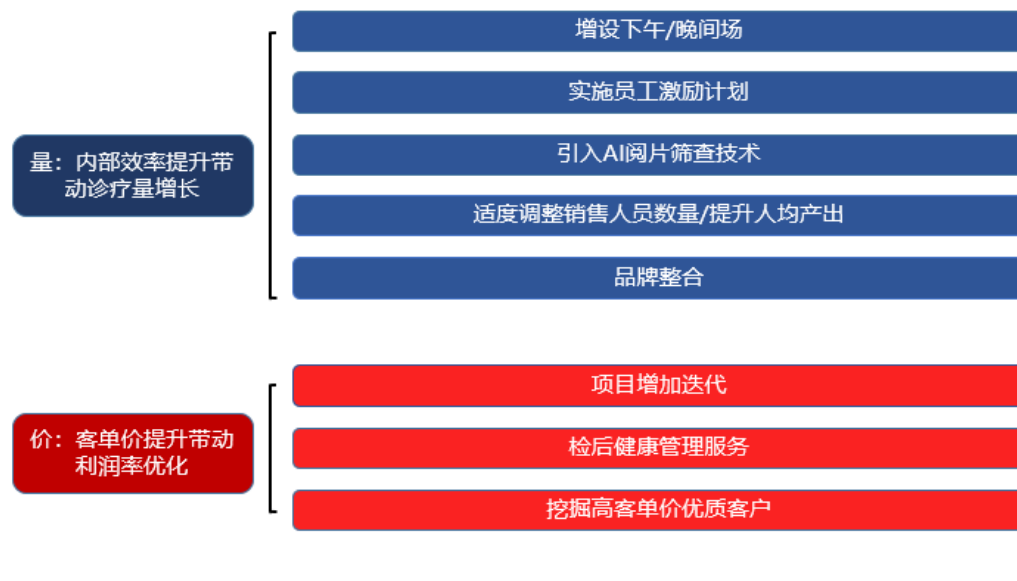 增设下午/晚间场
实施员工激励计划
量：内部效率提升带
动诊疗量增长
引入AI阅片筛查技术
适度调整销售人员数量/提升人均产出
品牌整合
项目增加迭代
价：客单价提升带动
利润率优化
检后健康管理服务
挖掘高客单价优质客户